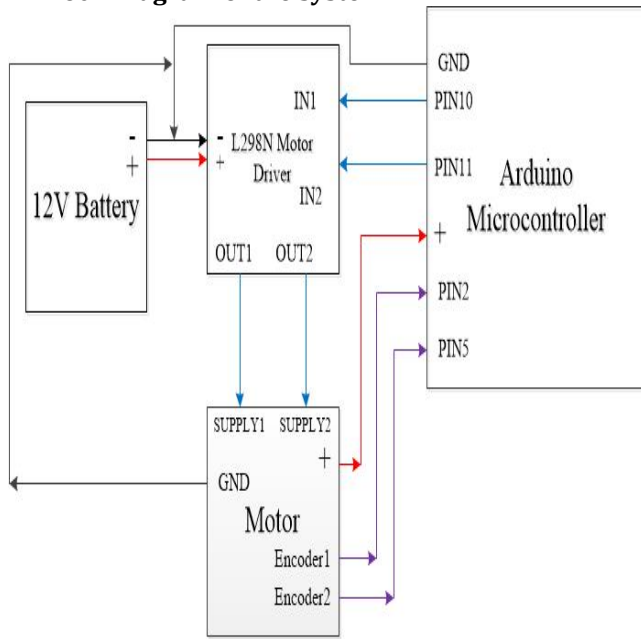 GND
IN1
PIN10
-
-
L298N Motor
+
+
Driver
PIN11
12V Battery
IN2
Arduino
Microcontroller
+
OUT1 OUT2
PIN2
PIN5
SUPPLY1 SUPPLY2
+
GND
Motor
Encoder1
Encoder2